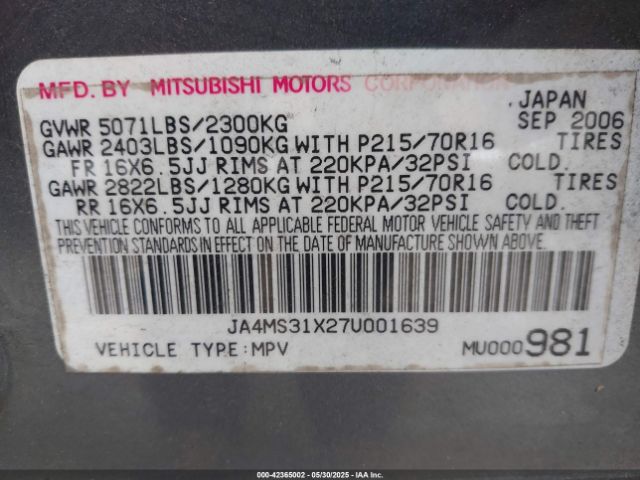 MFD. BY MITSUBISHI MOTORS CORPORATION JAPAN
GVWR 5071LBS/2300KG SEP 2006
GAWR 2403LBS/1090KG WITH P215/70R16 TIRES
FR 16X6.5JJ RIMS AT 220KPA/32PSI COLD.
GAWR 2822LBS/1280KG WITH P215/70R16 TIRES
RR 16X6.5JJ RIMS AT 220KPA/32PSI COLD.
THIS VEHICLE CONFORMS TO ALL APPLICABLE FEDERAL MOTOR VEHICLE SAFETY AND THEFT
PREVENTION STANDARDS IN EFFECT ON THE DATE OF MANUFACTURE SHOWN ABOVE.
JA4MS31X27U001639
VEHICLE TYPE:MPV MU000981
000-42365002 - 05/30/2025 - IAA Inc.